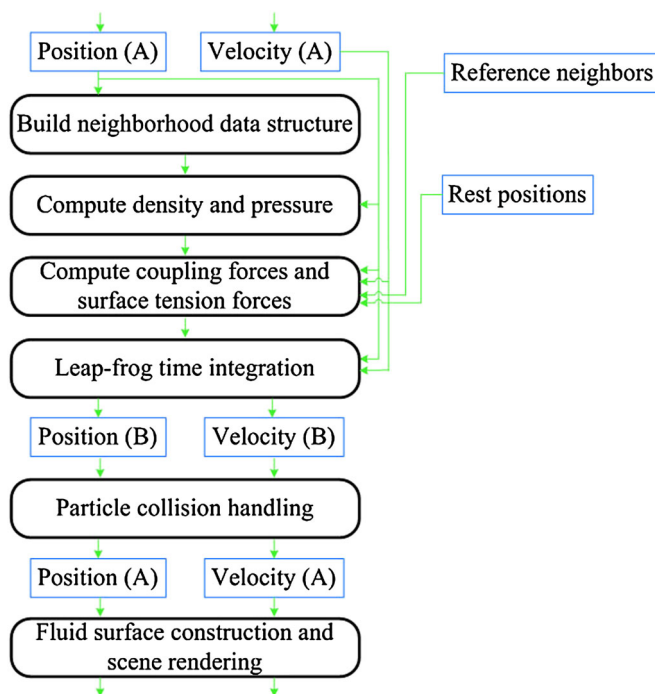 Position (A)
Velocity (A)
Reference neighbors
Build neighborhood data structure
Compute density and pressure
Rest positions
Compute coupling forces and
surface tension forces
Leap-frog time integration
Position (B)
Velocity (B)
Particle collision handling
Position (A)
Velocity (A)
Fluid surface construction and
scene rendering